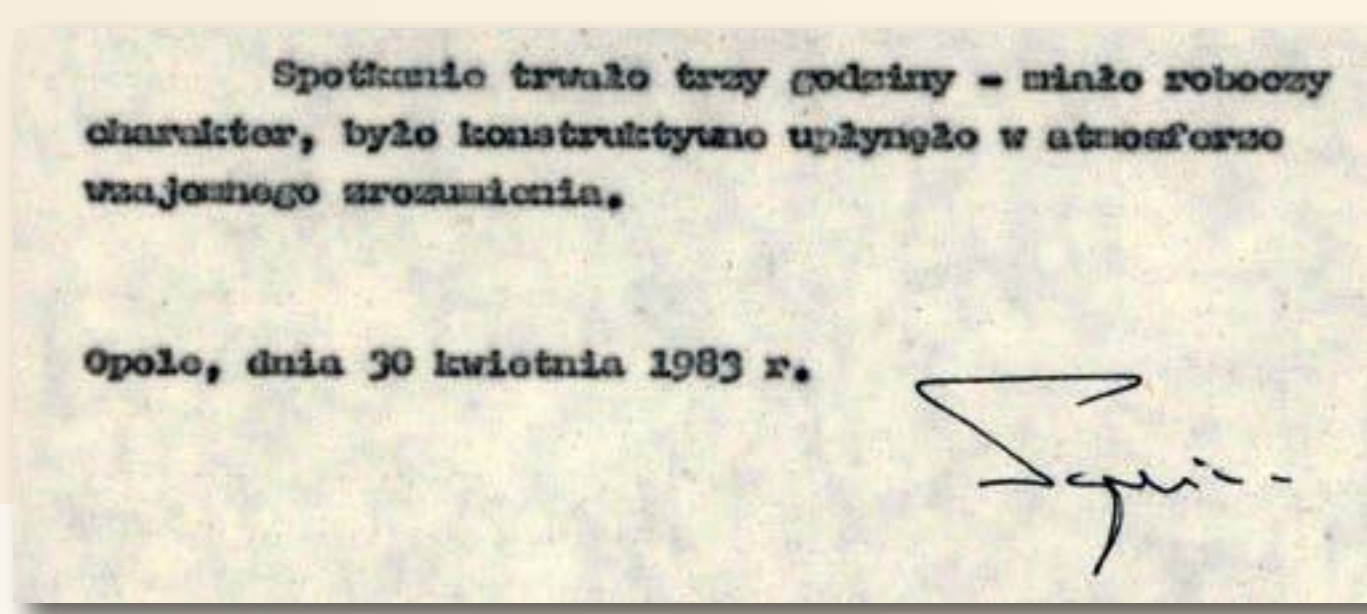 Spotkanie trwało trzy godziny - miało roboczy
charakter, było konstruktywne upłynęło w atmosferze
wzajemnego zrozumienia.
Opole, dnia 30 kwietnia 1983 r.